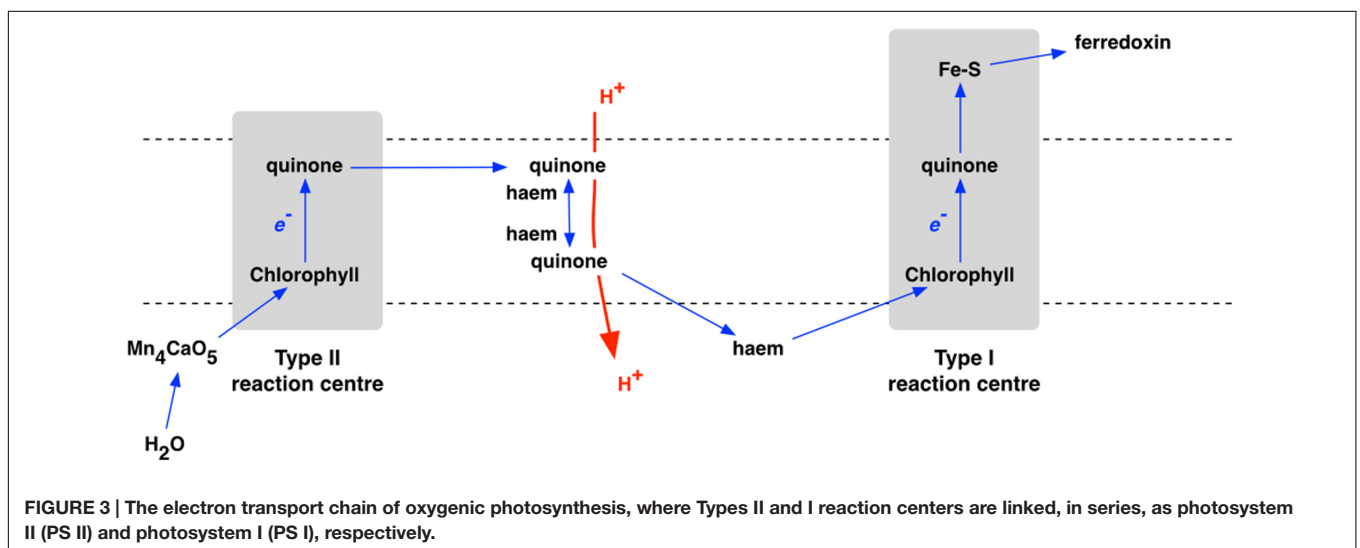 ferredoxin
Fe-S
H⁺
quinone
quinone
quinone
haem
e⁻
e⁻
haem
quinone
Chlorophyll
Chlorophyll
Mn₄CaO₅
haem
Type II
reaction centre
Type I
reaction centre
H⁺
H₂O
FIGURE 3 | The electron transport chain of oxygenic photosynthesis, where Types II and I reaction centers are linked, in series, as photosystem
II (PS II) and photosystem I (PS I), respectively.